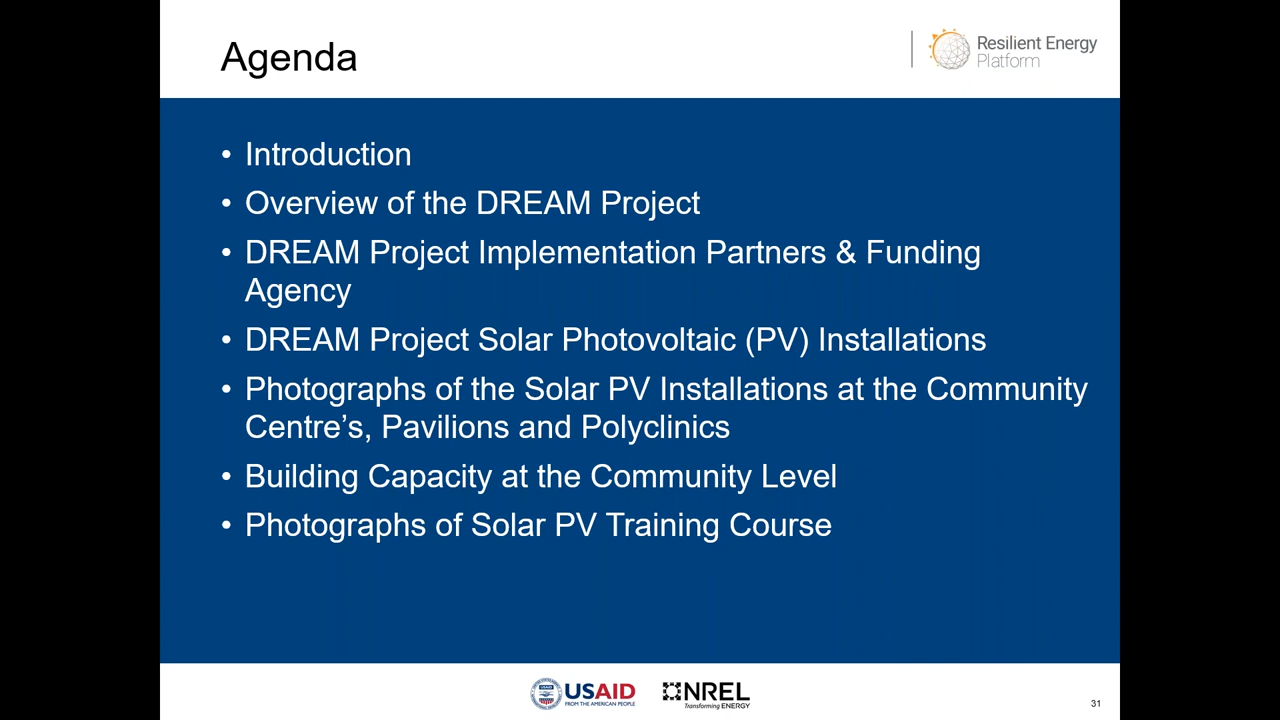 Agenda
Resilient Energy
Platform
• Introduction
• Overview of the DREAM Project
• DREAM Project Implementation Partners & Funding
Agency
• DREAM Project Solar Photovoltaic (PV) Installations
• Photographs of the Solar PV Installations at the Community
Centre’s, Pavilions and Polyclinics
• Building Capacity at the Community Level
• Photographs of Solar PV Training Course
USAID
FROM THE AMERICAN PEOPLE
NREL
Transforming ENERGY
31